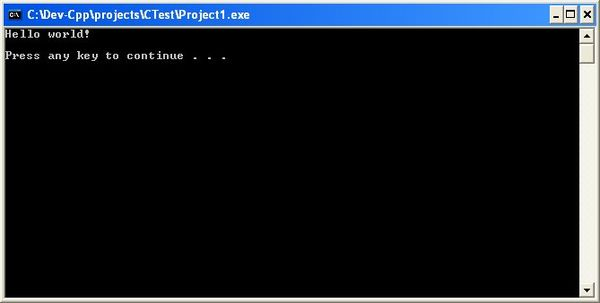 C:\Dev-Cpp\projects\CTest\Project1.exe
Hello world!
Press any key to continue . . .